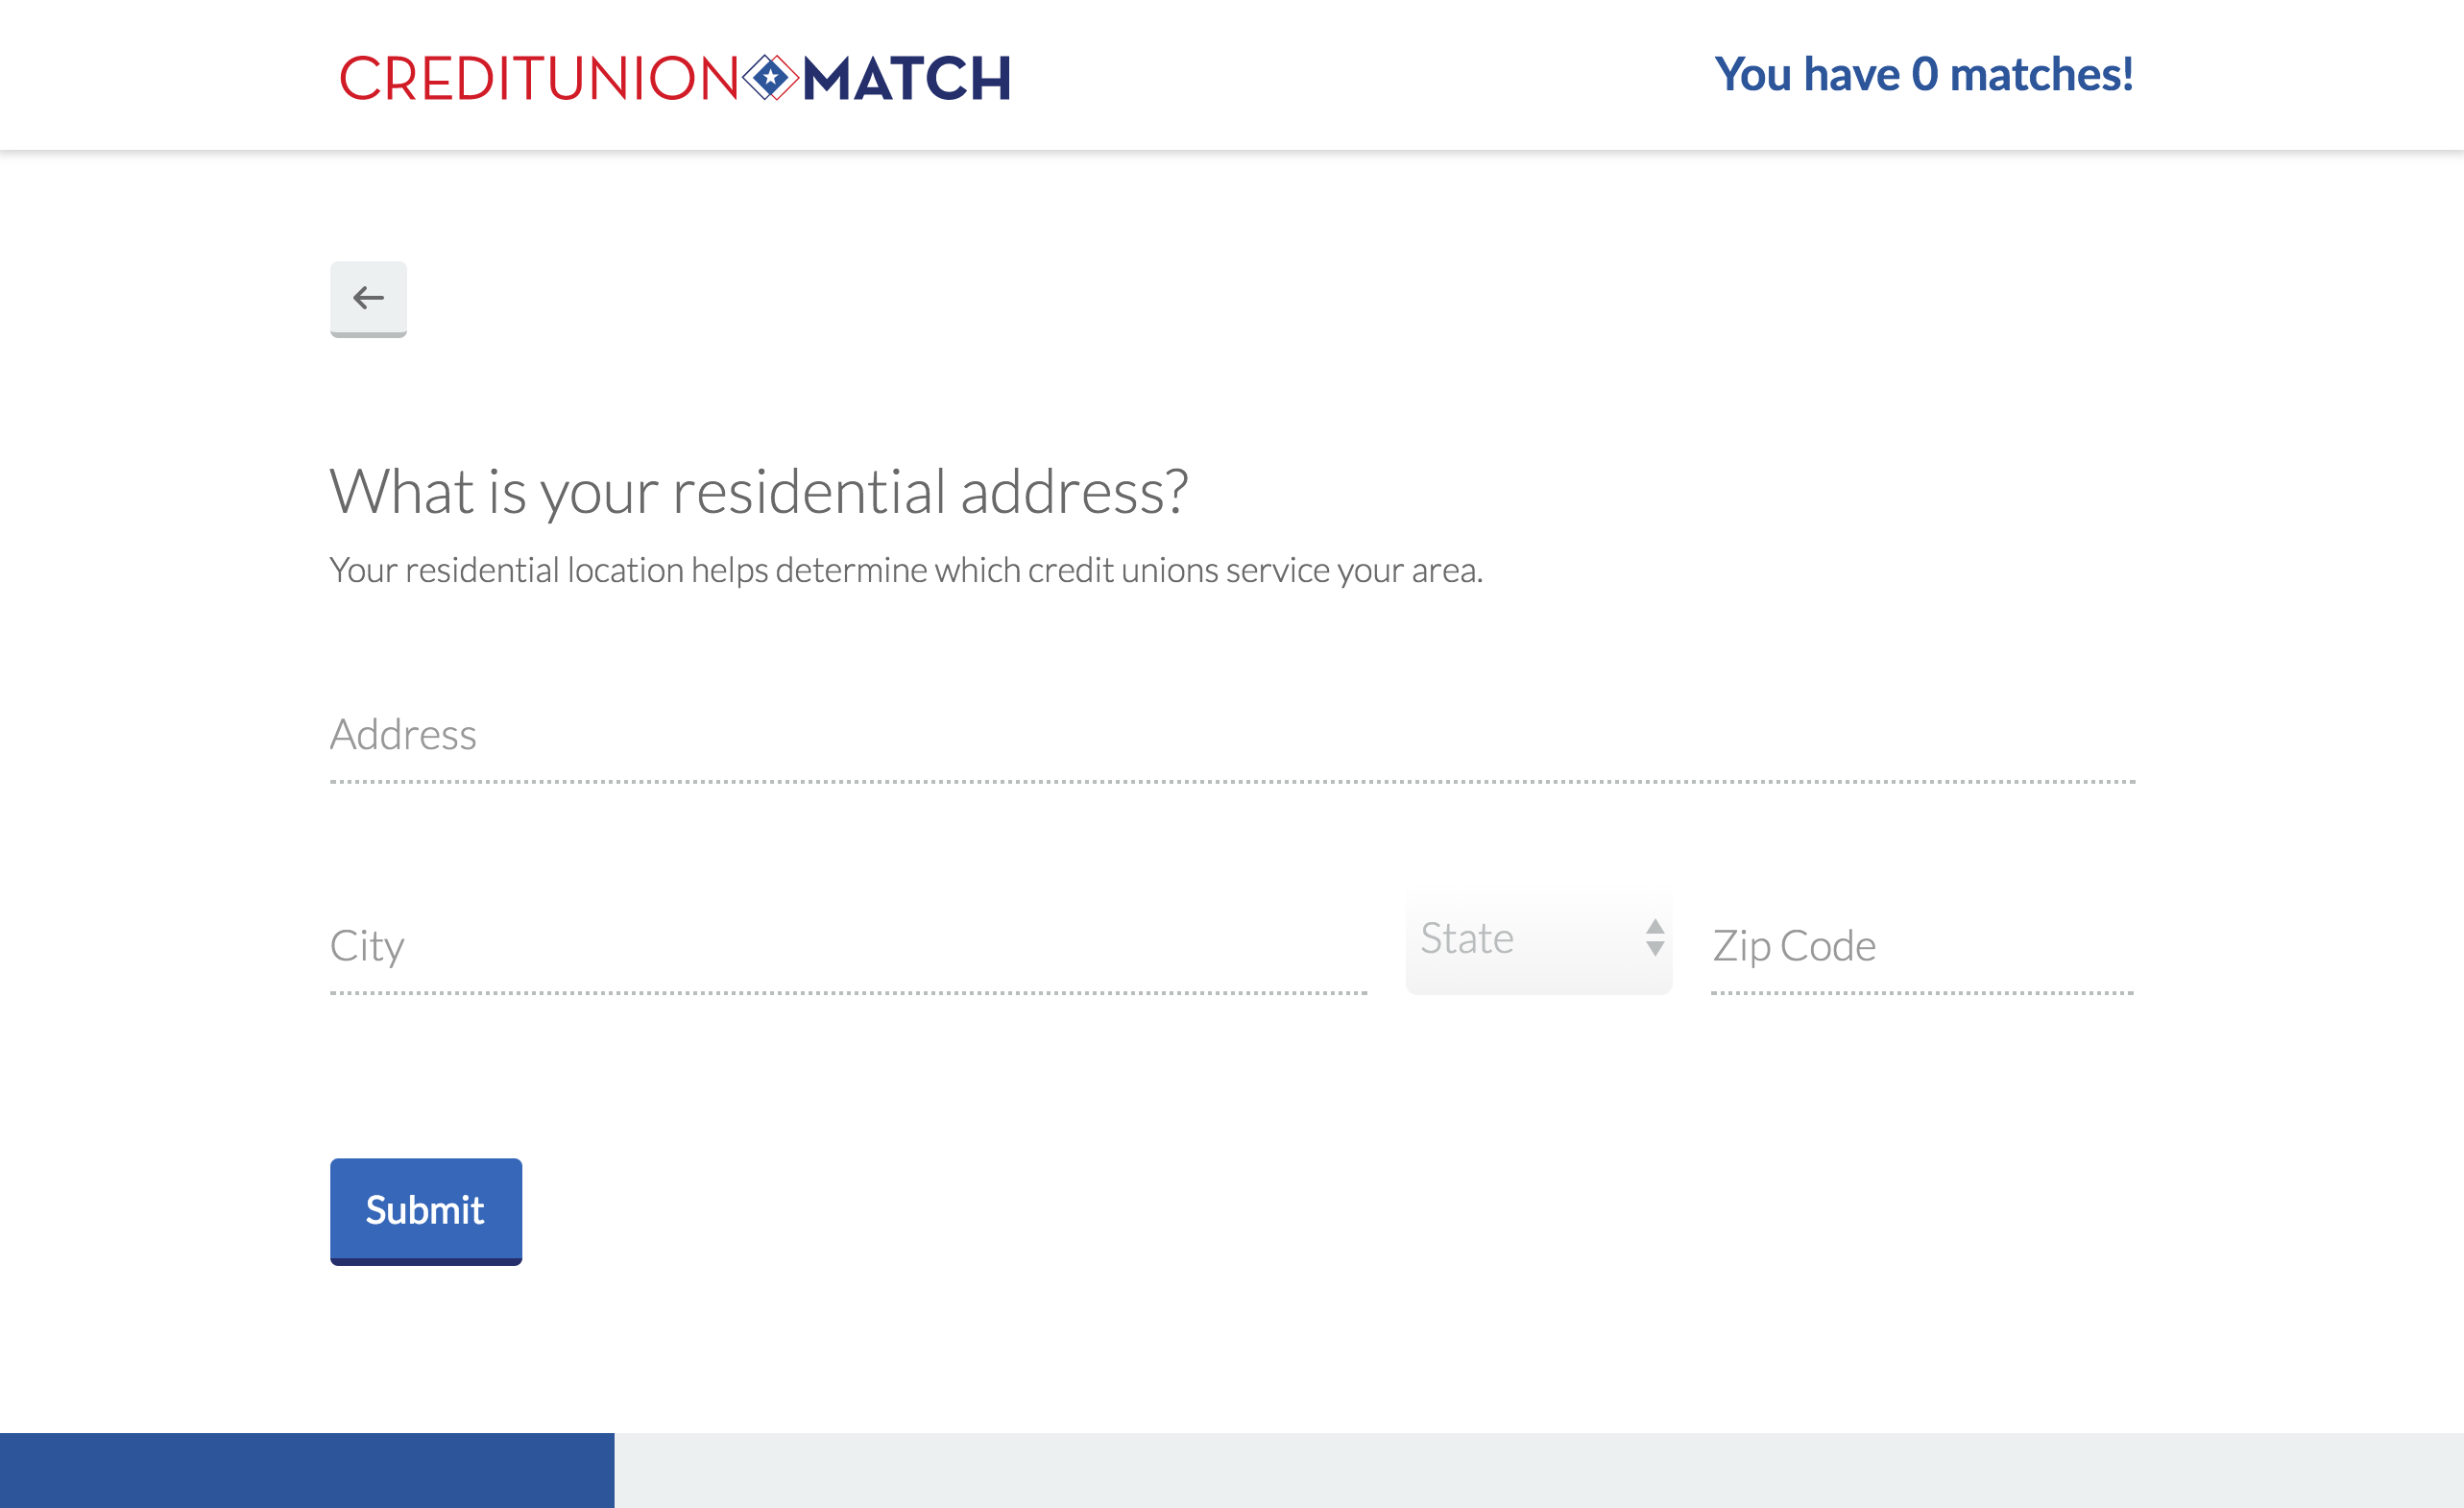 CREDITUNION MATCH
You have 0 matches!
What is your residential address?
Your residential location helps determine which credit unions service your area.
Address
City
State
Zip Code
Submit